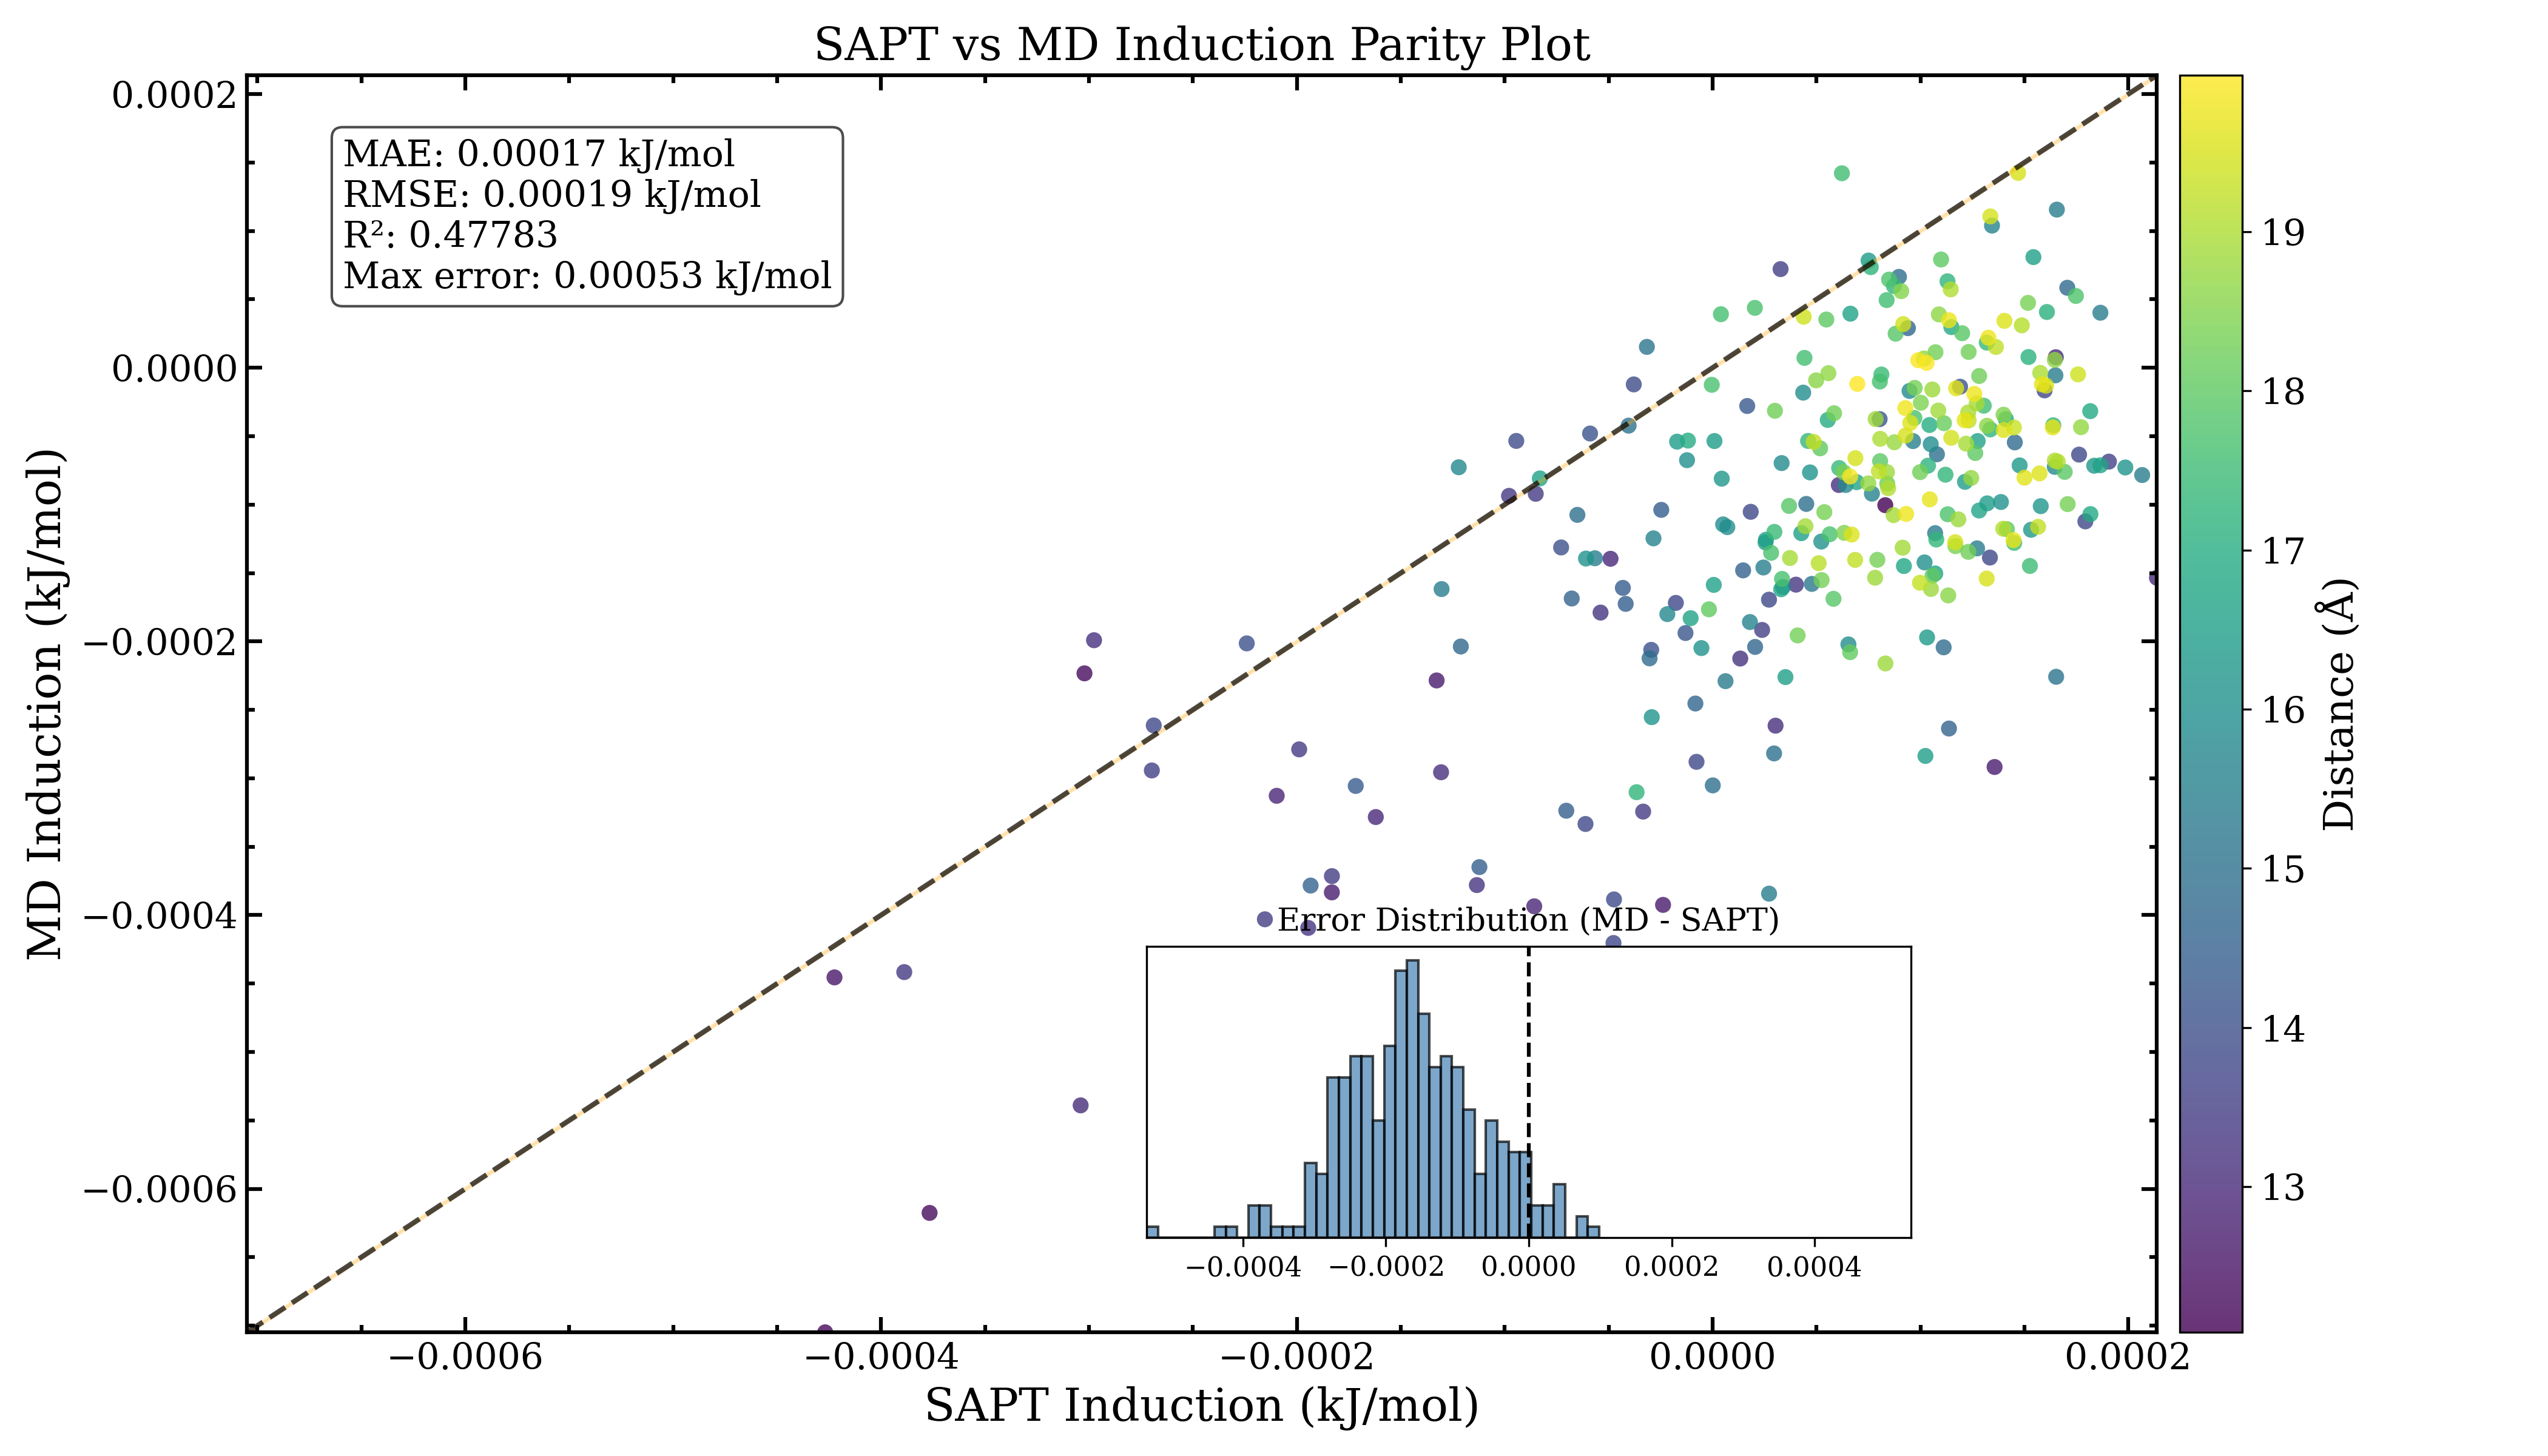 SAPT vs MD Induction Parity Plot
MAE: 0.00017 kJ/mol
RMSE: 0.00019 kJ/mol
R²: 0.47783
Max error: 0.00053 kJ/mol
MD Induction (kJ/mol)
0.0002
0.0000
−0.0002
−0.0004
−0.0006
Error Distribution (MD - SAPT)
−0.0004 −0.0002 0.0000 0.0002 0.0004
−0.0006 −0.0004 −0.0002 0.0000 0.0002
SAPT Induction (kJ/mol)
19
18
17
16
15
14
13
Distance (Å)